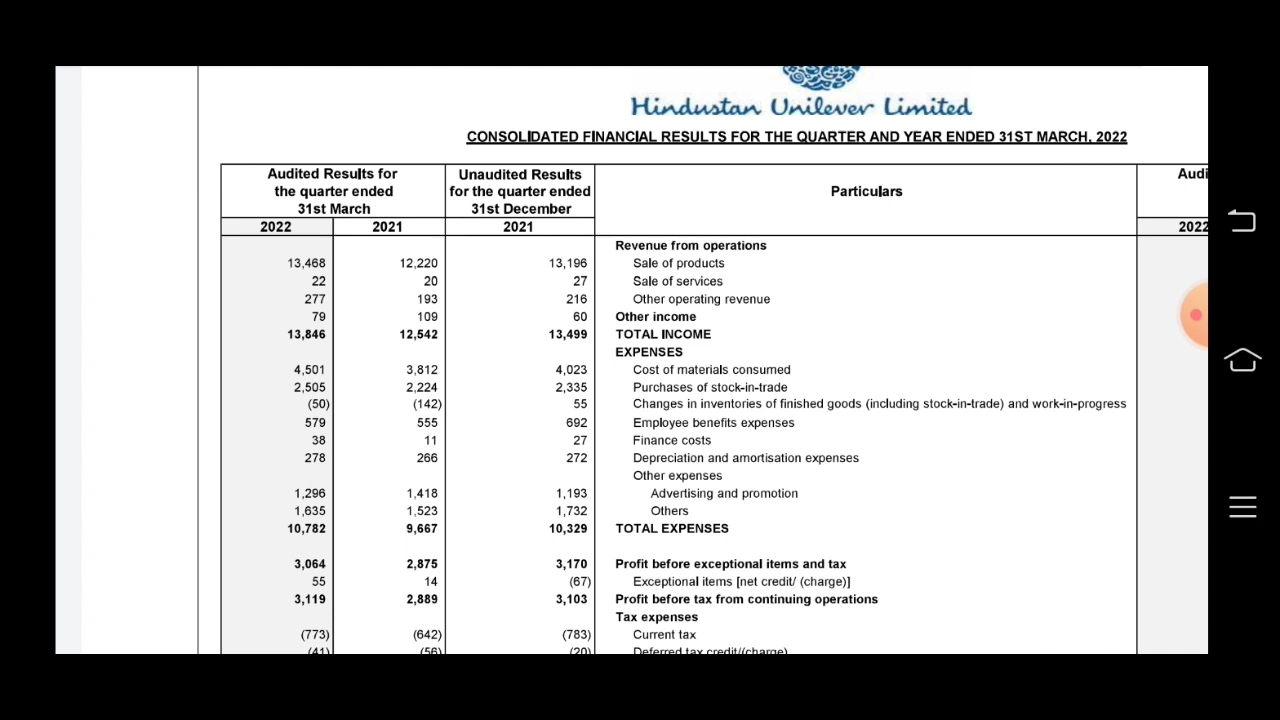 Hindustan Unilever Limited
CONSOLIDATED FINANCIAL RESULTS FOR THE QUARTER AND YEAR ENDED 31ST MARCH, 2022
Audited Results for the quarter ended 31st March Unaudited Results for the quarter ended 31st December Particulars Audi
2022 2021 2021 2022
Revenue from operations
13,468 12,220 13,196 Sale of products
22 20 27 Sale of services
277 193 216 Other operating revenue
79 109 60 Other income
13,846 12,542 13,499 TOTAL INCOME
EXPENSES
4,501 3,812 4,023 Cost of materials consumed
2,505 2,224 2,335 Purchases of stock-in-trade
(50) (142) 55 Changes in inventories of finished goods (including stock-in-trade) and work-in-progress
579 555 692 Employee benefits expenses
38 11 27 Finance costs
278 266 272 Depreciation and amortisation expenses
Other expenses
1,296 1,418 1,193 Advertising and promotion
1,635 1,523 1,732 Others
10,782 9,667 10,329 TOTAL EXPENSES
3,064 2,875 3,170 Profit before exceptional items and tax
55 14 (67) Exceptional items [net credit/ (charge)]
3,119 2,889 3,103 Profit before tax from continuing operations
Tax expenses
(773) (642) (783) Current tax
(41) (56) (20) Deferred tax credit/(charge)